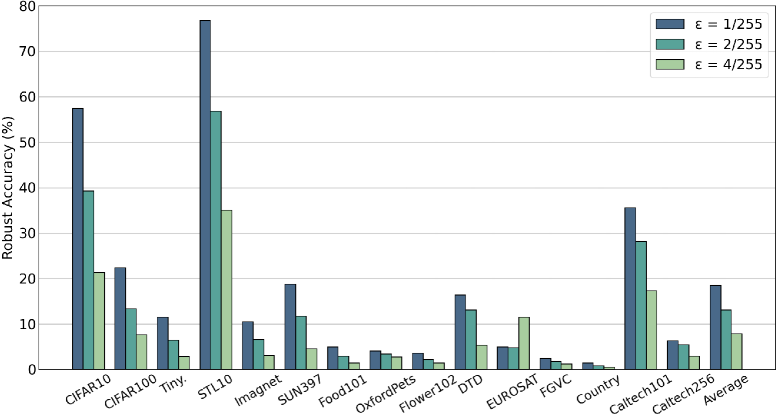 80
70
60
50
40
30
20
10
0
Robust Accuracy (%)
ε = 1/255
ε = 2/255
ε = 4/255
CIFAR10
CIFAR100
Tiny.
STL10
Imagnet
SUN397
Food101
OxfordPets
Flower102
DTD
EUROSAT
FGVC
Country
Caltech101
Caltech256
Average